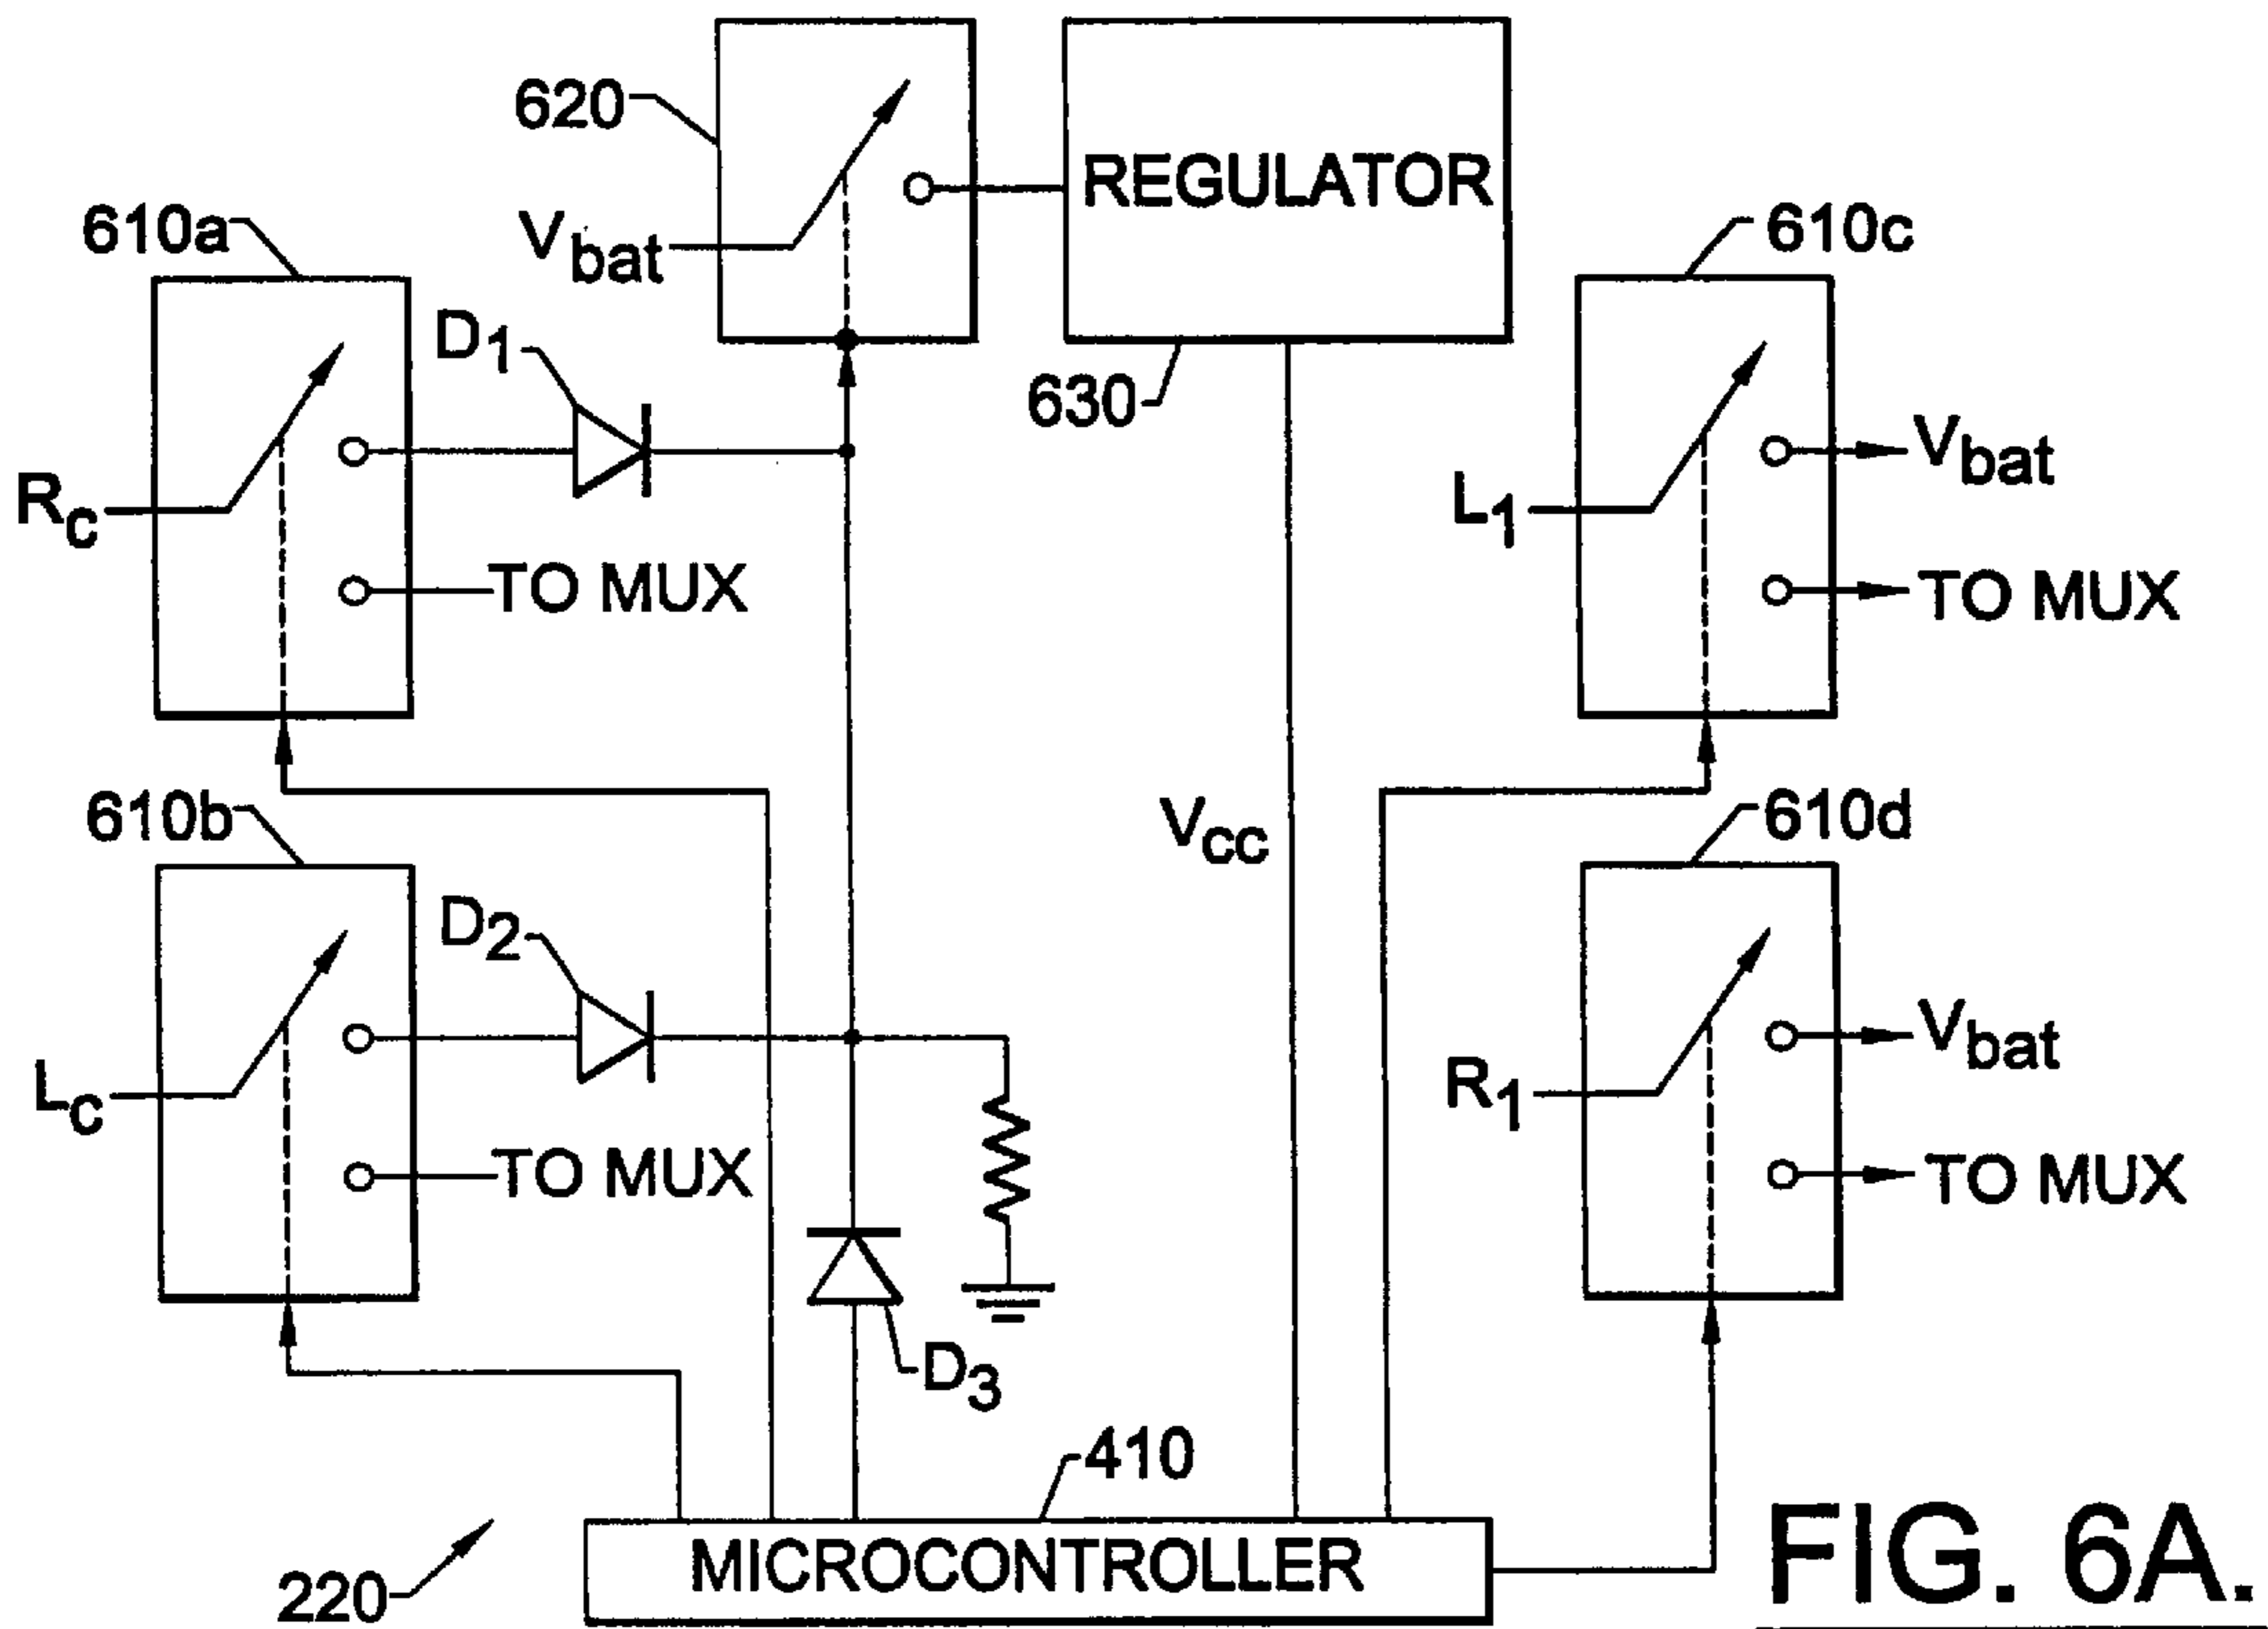 620
REGULATOR
Vbat
610a
610c
D1
630
Vbat
Rc
L1
TO MUX
TO MUX
610b
Vcc
610d
D2
Vbat
Lc
R1
TO MUX
TO MUX
D3
410
MICROCONTROLLER
220
FIG. 6A.